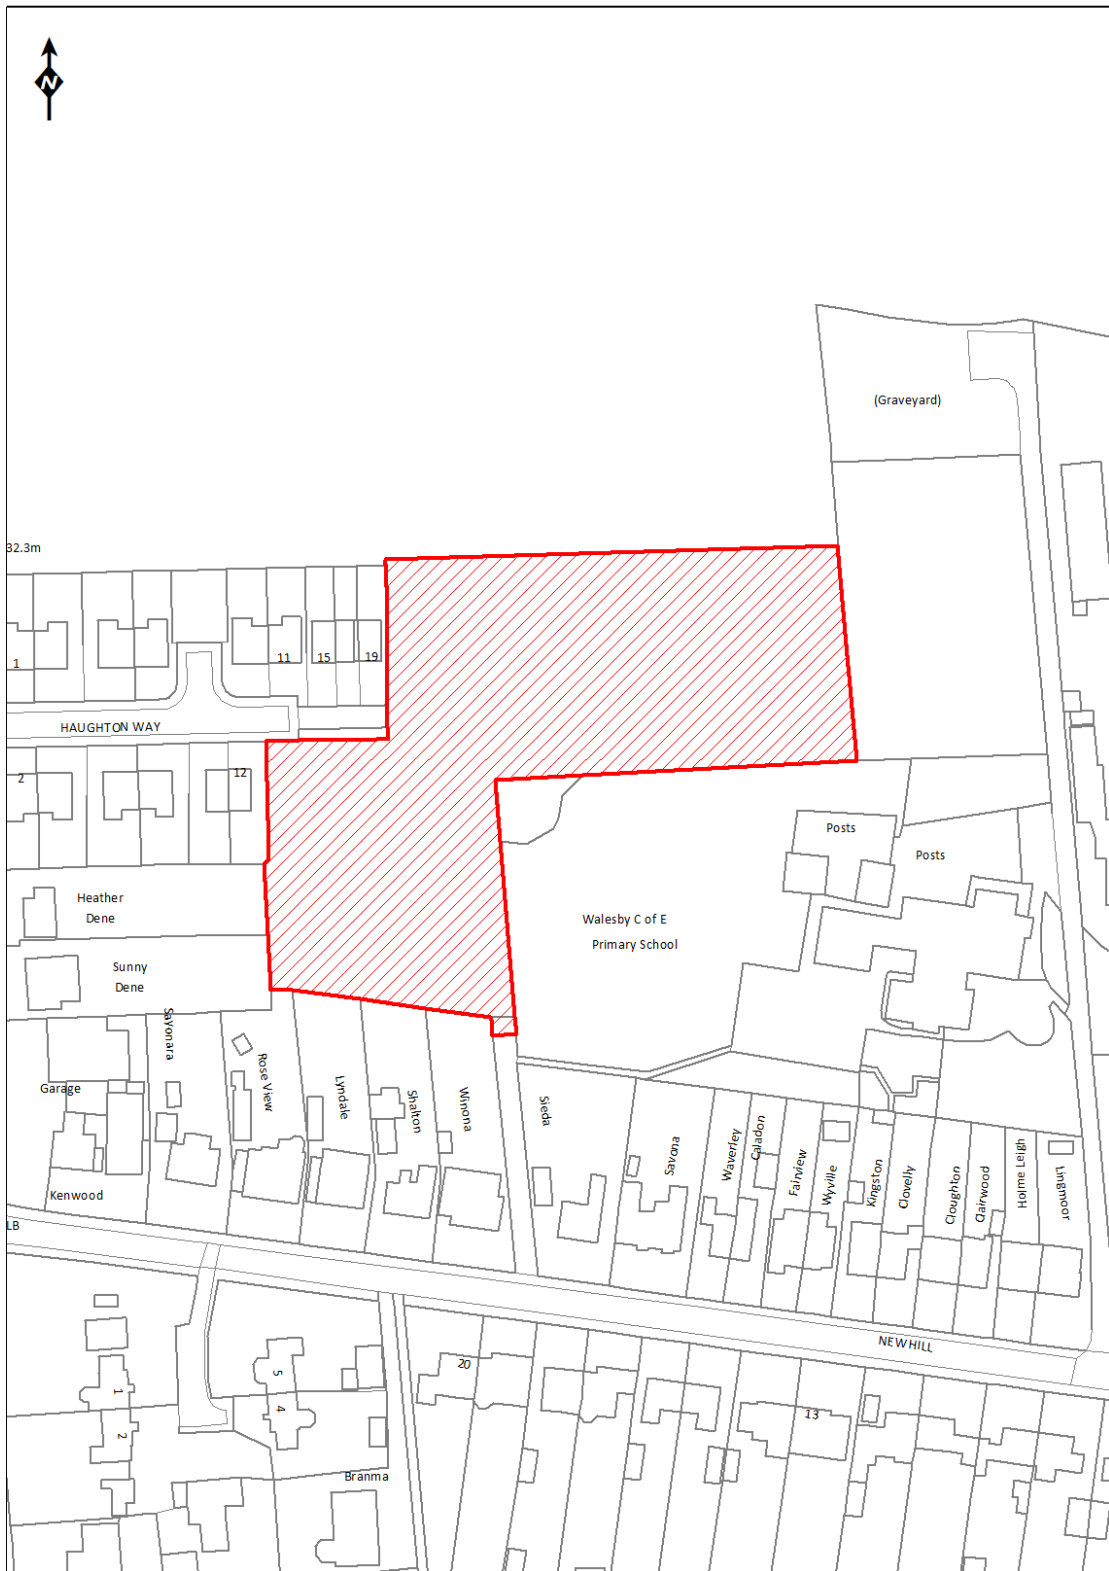 N
(Graveyard)
32.3m
1
11
15
19
HAUGHTON WAY
2
12
Posts
Posts
Heather
Dene
Walesby C of E
Primary School
Sunny
Dene
Sayonara
Garage
Rose View
Lyndale
Shalton
Winona
Sieda
Savona
Waverley
Caladon
Fairview
Wyville
Kingston
Clovelly
Cloughton
Clairwood
Holme Leigh
Lingmoor
Kenwood
LB
NEWHILL
20
5
1
4
13
2
Branma